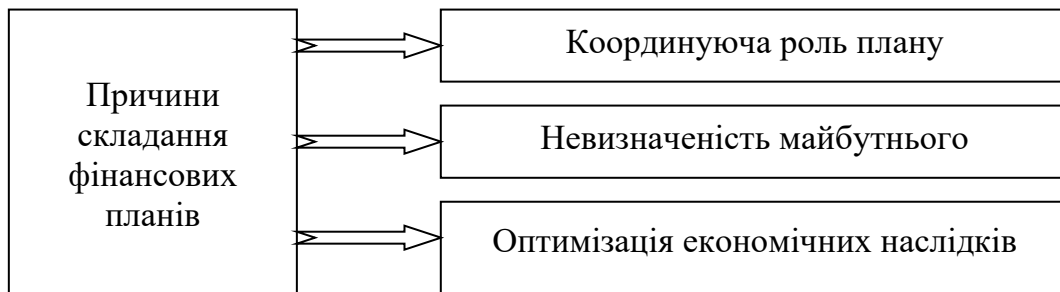 Причини
складання
фінансових
планів
Координуюча роль плану
Невизначеність майбутнього
Оптимізація економічних наслідків